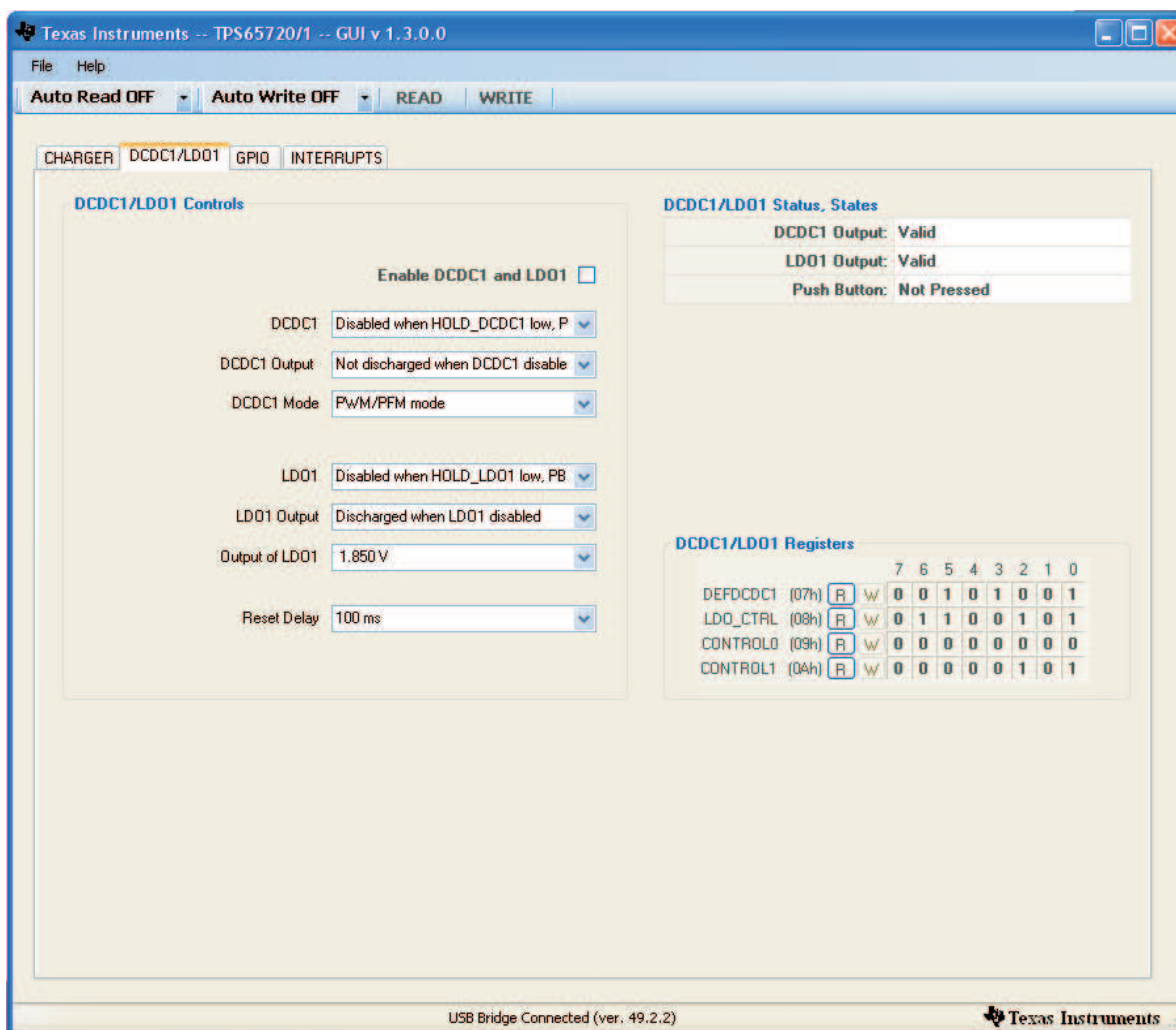 Texas Instruments -- TPS65720/1 -- GUI v 1.3.0.0
File Help
Auto Read OFF Auto Write OFF READ WRITE
CHARGER DCDC1/LDO1 GPIO INTERRUPTS
DCDC1/LDO1 Controls
Enable DCDC1 and LDO1
DCDC1 Disabled when HOLD_DCDC1 low, P
DCDC1 Output Not discharged when DCDC1 disable
DCDC1 Mode PWM/PFM mode
LDO1 Disabled when HOLD_LDO1 low, PB
LDO1 Output Discharged when LDO1 disabled
Output of LDO1 1.850 V
Reset Delay 100 ms
DCDC1/LDO1 Status, States
DCDC1 Output: Valid
LDO1 Output: Valid
Push Button: Not Pressed
DCDC1/LDO1 Registers
7 6 5 4 3 2 1 0
DEFDCDC1 (07h) R W 0 0 1 0 1 0 0 1
LDO_CTRL (08h) R W 0 1 1 0 0 1 0 1
CONTROL0 (09h) R W 0 0 0 0 0 0 0 0
CONTROL1 (0Ah) R W 0 0 0 0 0 1 0 1
USB Bridge Connected (ver. 49.2.2)
Texas Instruments